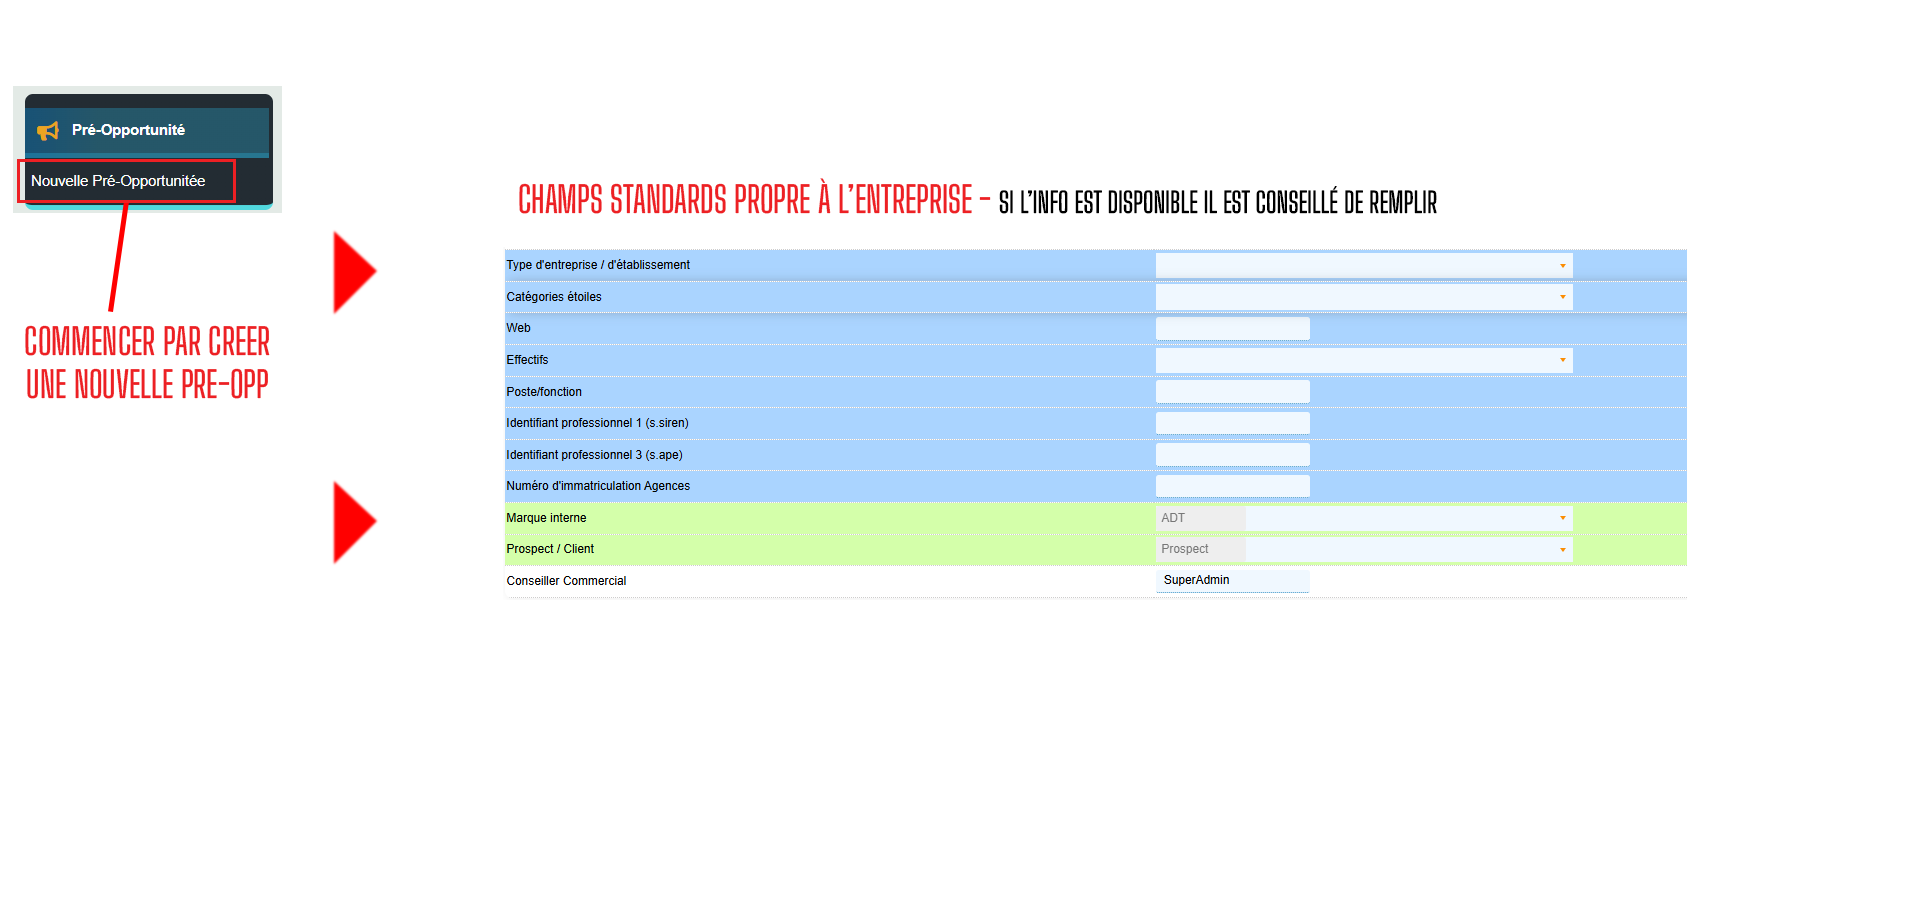 Pré-Opportunité
Nouvelle Pré-Opportunitée
COMMENCER PAR CREER
UNE NOUVELLE PRE-OPP
CHAMPS STANDARDS PROPRE À L'ENTREPRISE - SI L'INFO EST DISPONIBLE IL EST CONSEILLÉ DE REMPLIR
Type d'entreprise / d'établissement
Catégories étoiles
Web
Effectifs
Poste/fonction
Identifiant professionnel 1 (s.siren)
Identifiant professionnel 3 (s.ape)
Numéro d'immatriculation Agences
Marque interne ADT
Prospect / Client Prospect
Conseiller Commercial SuperAdmin